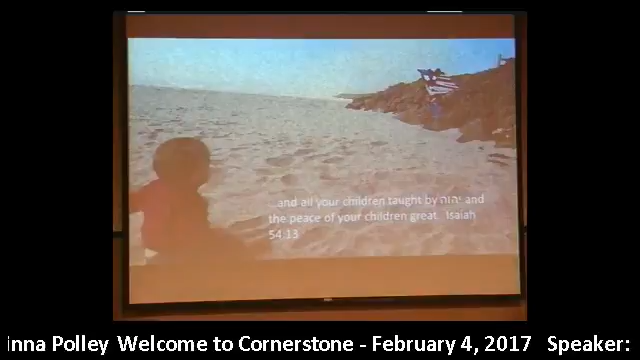 ...and all your children taught by יהוה and
the peace of your children great. Isaiah
54:13
inna Polley Welcome to Cornerstone - February 4, 2017 Speaker: